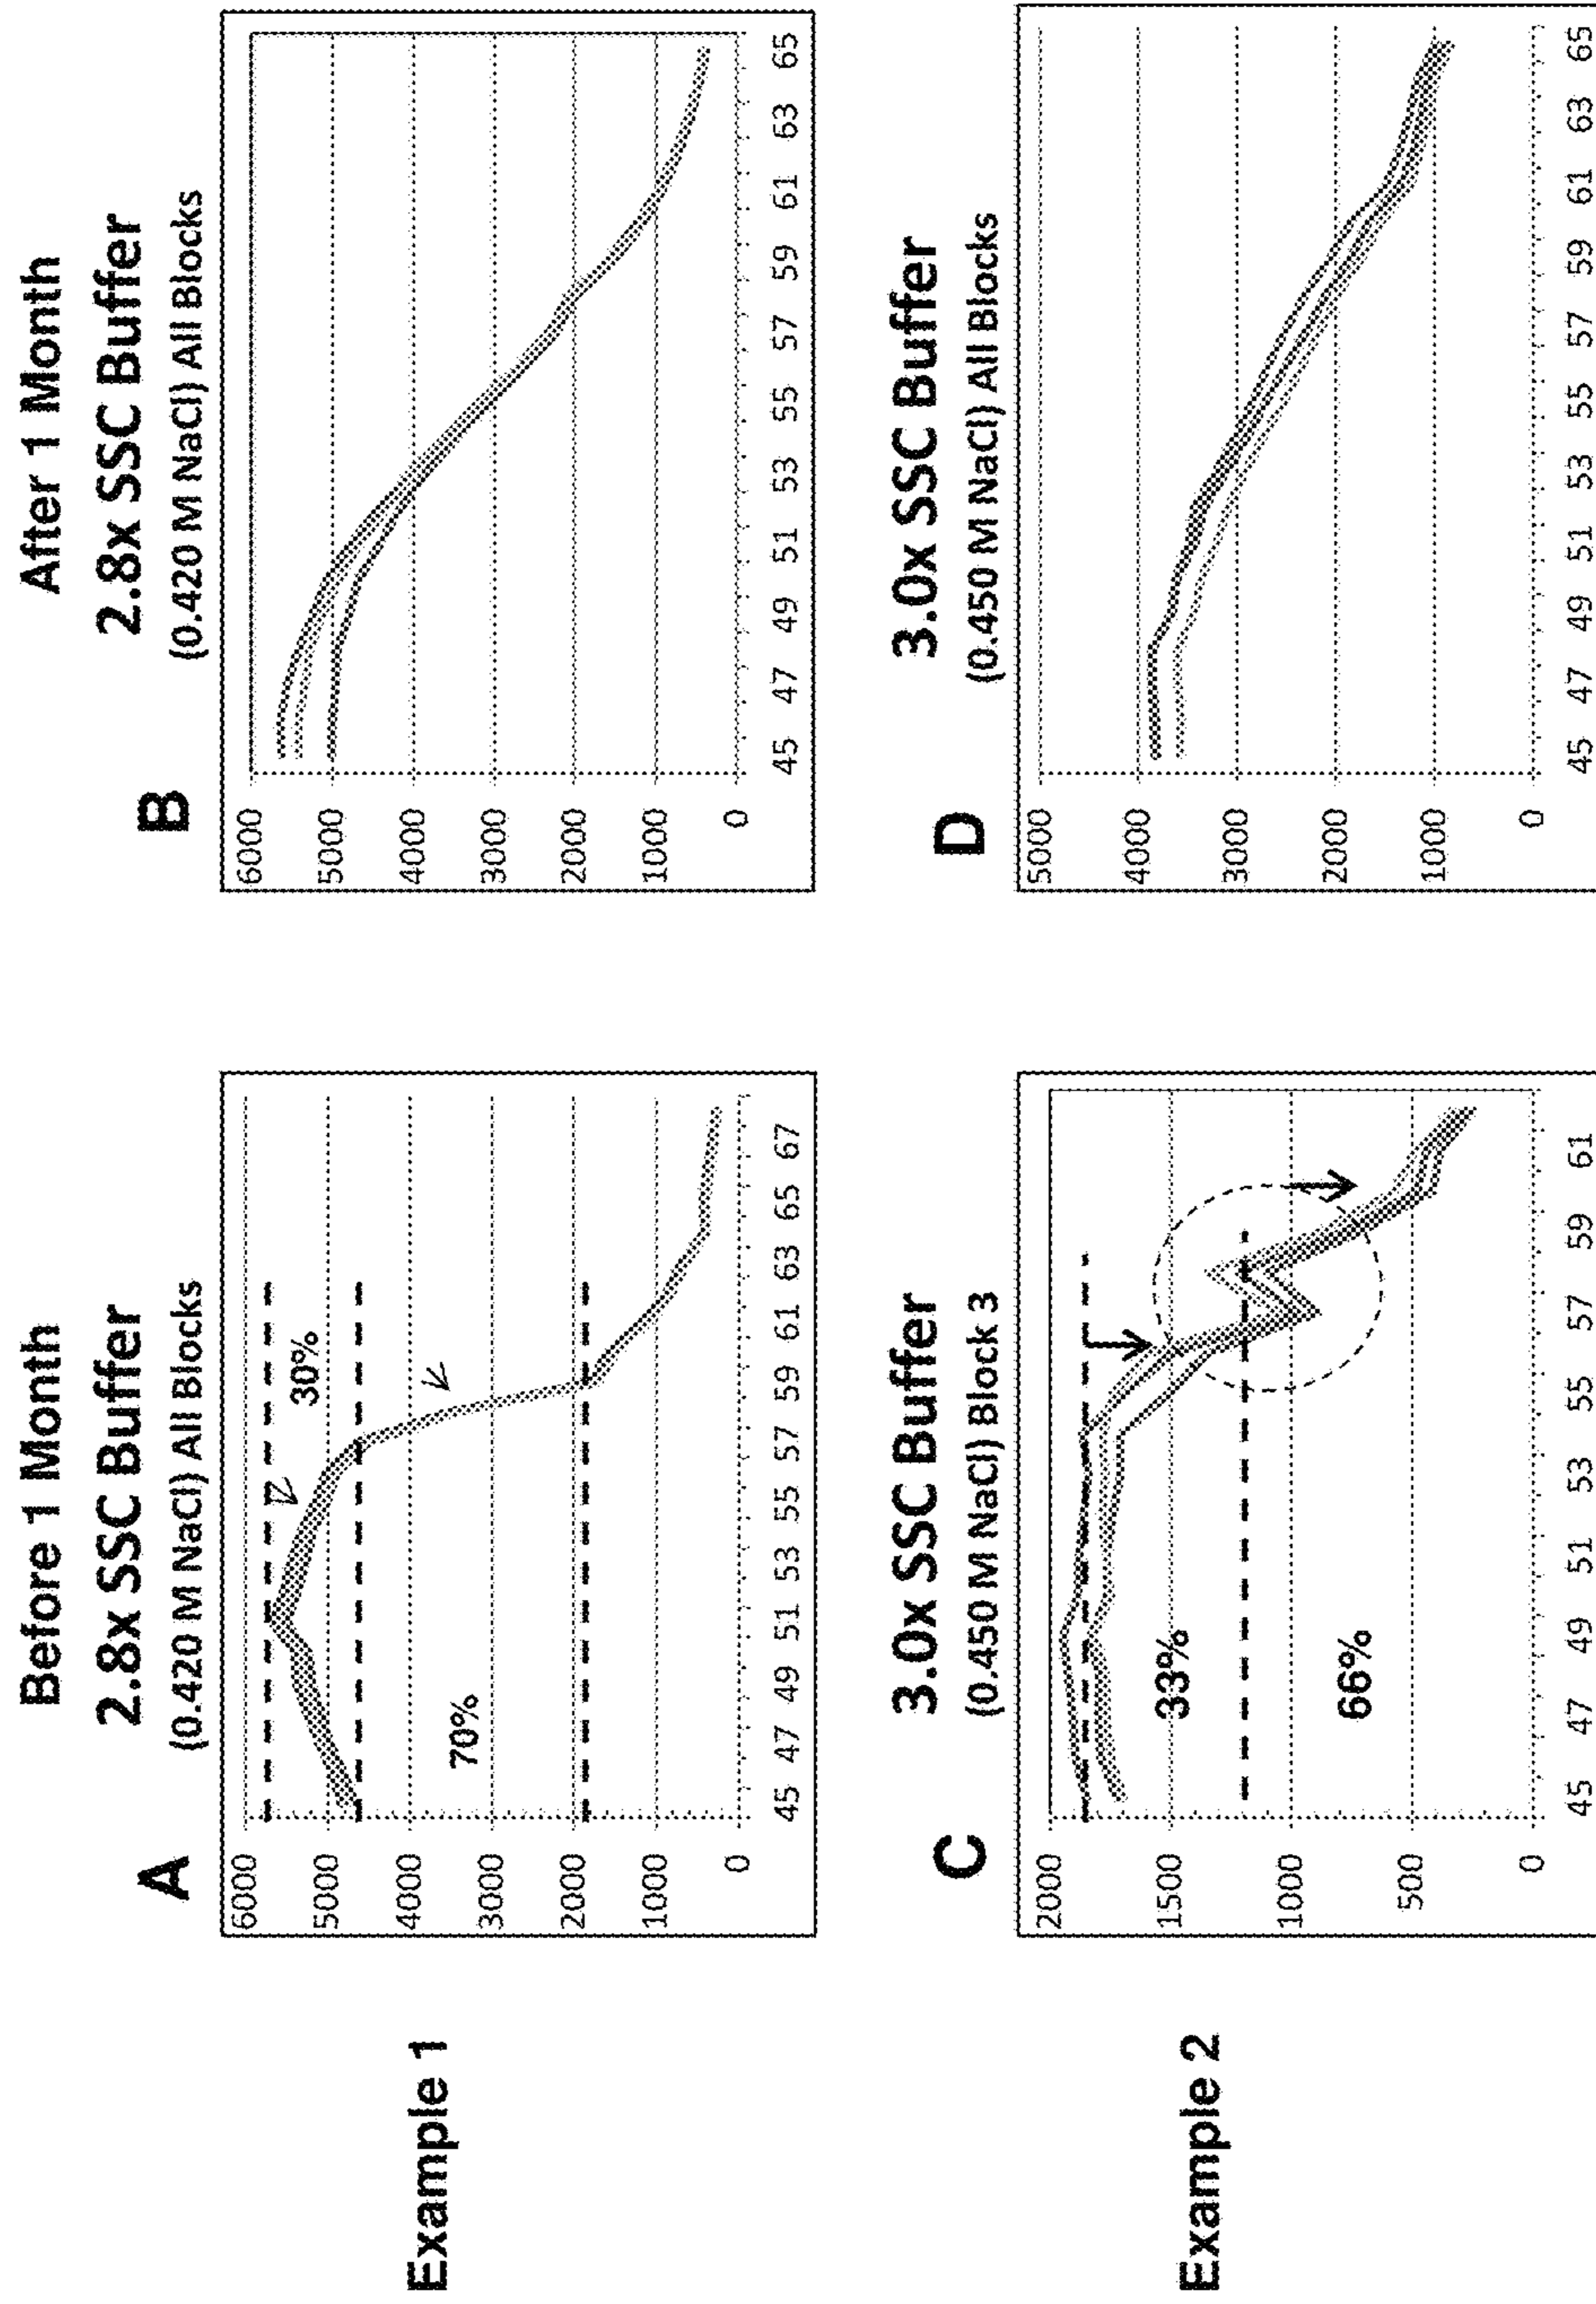 Before 1 Month
After 1 Month
Example 1
A
2.8x SSC Buffer
(0.420 M NaCl) All Blocks
6000
5000
4000
3000
2000
1000
0
30%
70%
45 47 49 51 53 55 57 59 61 63 65 67
B
2.8x SSC Buffer
(0.420 M NaCl) All Blocks
6000
5000
4000
3000
2000
1000
0
45 47 49 51 53 55 57 59 61 63 65
Example 2
C
3.0x SSC Buffer
(0.450 M NaCl) Block 3
2000
1500
1000
500
0
33%
66%
45 47 49 51 53 55 57 59 61
D
3.0x SSC Buffer
(0.450 M NaCl) All Blocks
5000
4000
3000
2000
1000
0
45 47 49 51 53 55 57 59 61 63 65